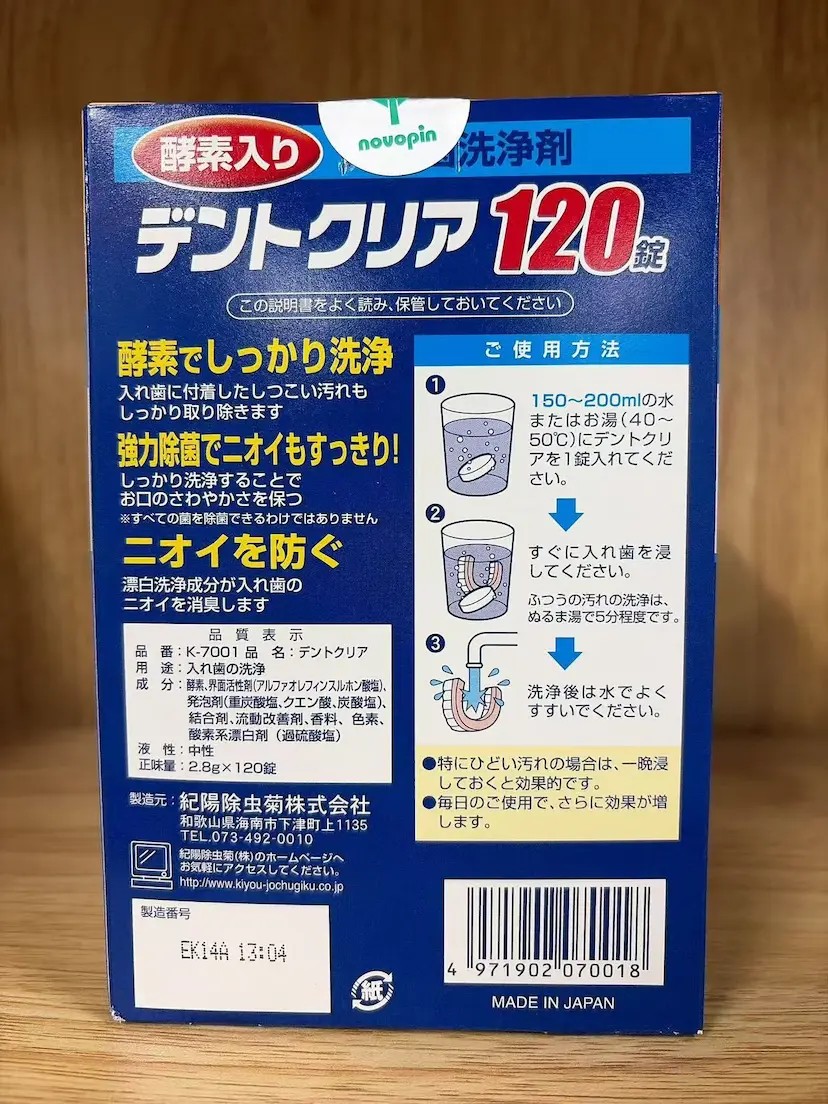 novopin
酵素入り
洗浄剤
デントクリア120錠
この説明書をよく読み、保管しておいてください
酵素でしっかり洗浄
入れ歯に付着したしつこい汚れも
しっかり取り除きます
強力除菌でニオイもすっきり!
しっかり洗浄することで
お口のさわやかさを保つ
※すべての菌を除菌できるわけではありません
ニオイを防ぐ
漂白洗浄成分が入れ歯の
ニオイを消臭します
品質表示
品 番：K-7001 品 名：デントクリア
用 途：入れ歯の洗浄
成 分：酵素、界面活性剤(アルファオレフィンスルホン酸塩)、
発泡剤(重炭酸塩、クエン酸、炭酸塩)、
結合剤、流動改善剤、香料、色素、
酸素系漂白剤（過硫酸塩）
液 性：中性
正味量：2.8g×120錠
製造元：紀陽除虫菊株式会社
和歌山県海南市下津町上1135
TEL.073-492-0010
紀陽除虫菊(株)のホームページへ
お気軽にアクセスしてください。
http://www.kiyou-jochugiku.co.jp
製造番号
EK14A 13:04
紙
ご使用方法
1
150〜200mlの水
またはお湯(40〜
50℃)にデントクリ
アを1錠入れてくだ
さい。
2
すぐに入れ歯を浸
してください。
ふつうの汚れの洗浄は、
ぬるま湯で5分程度です。
3
洗浄後は水でよく
すすいでください。
●特にひどい汚れの場合は、一晩浸
しておくと効果的です。
●毎日のご使用で、さらに効果が増
します。
4 971902 070018
MADE IN JAPAN